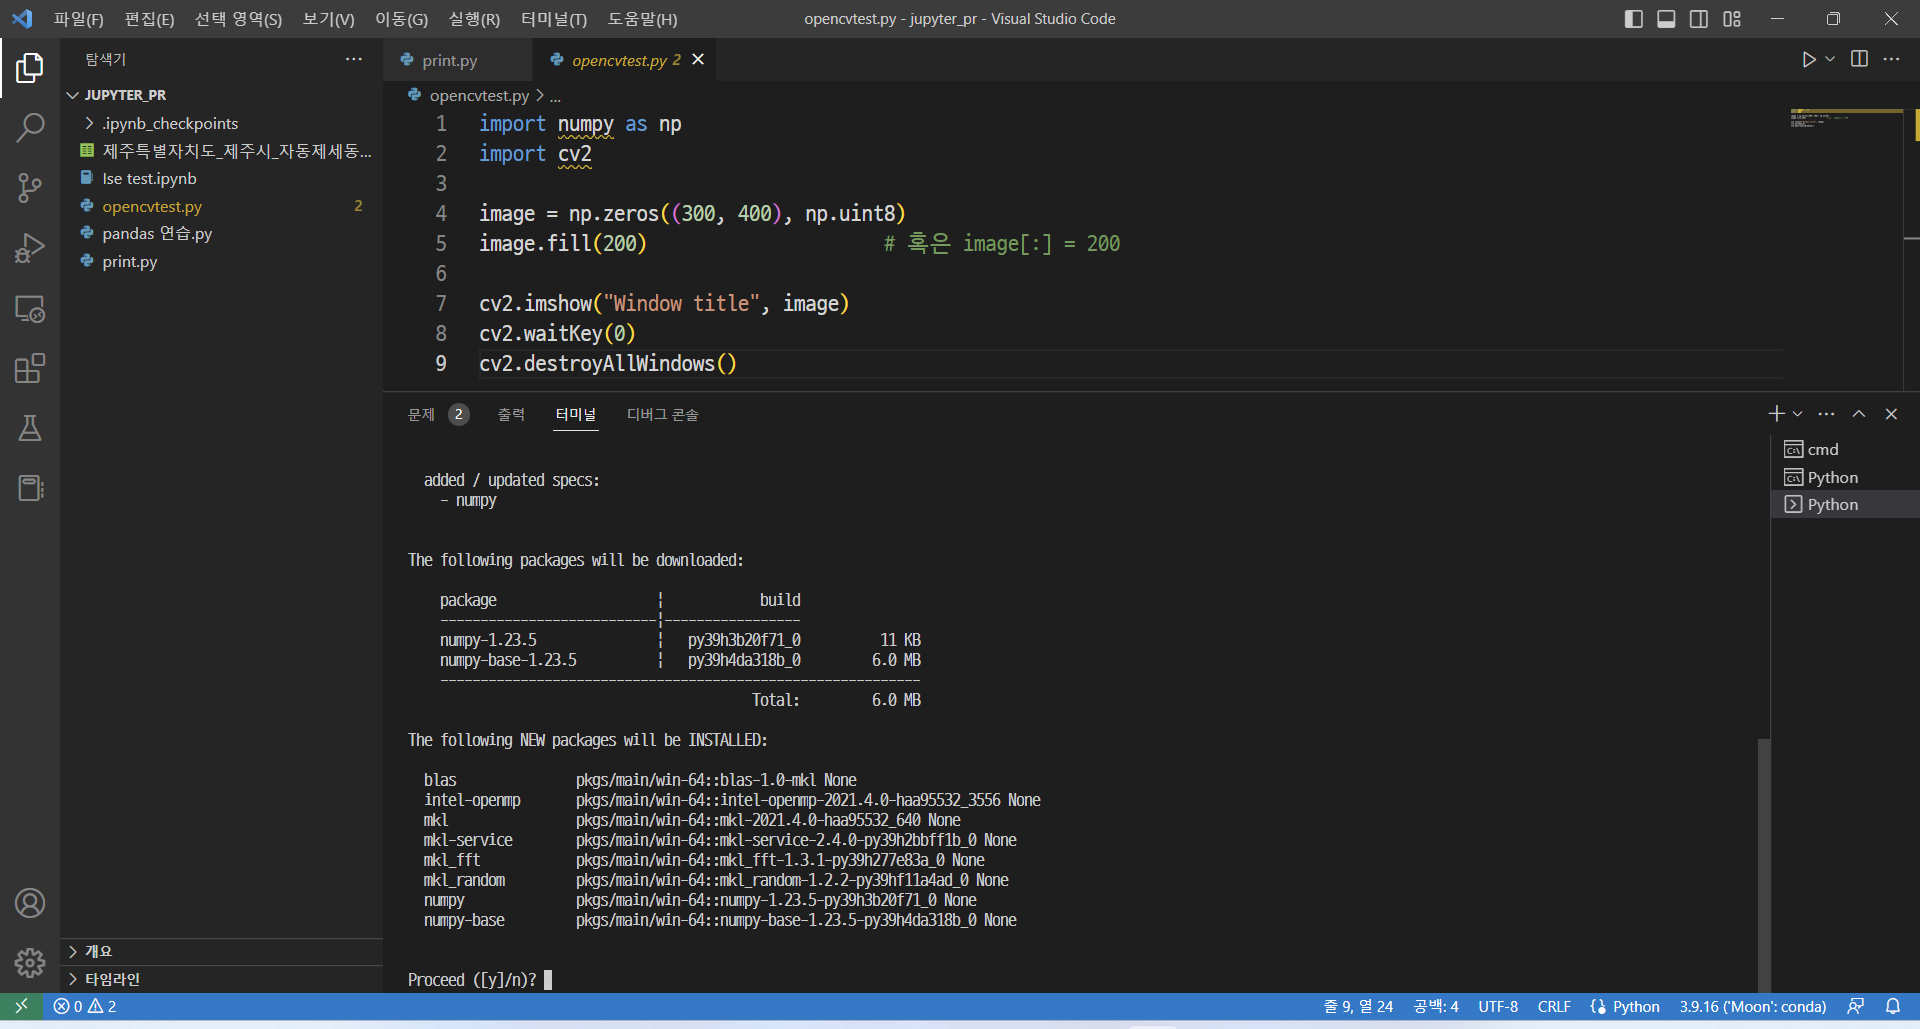 파일(F) 편집(E) 선택 영역(S) 보기(V) 이동(G) 실행(R) 터미널(T) 도움말(H) opencvtest.py - jupyter_pr - Visual Studio Code
탐색기
JUPYTER_PR
.ipynb_checkpoints
제주특별자치도_제주시_자동제세동...
lse test.ipynb
opencvtest.py 2
pandas 연습.py
print.py
개요
타임라인
print.py opencvtest.py 2
opencvtest.py > ...
1 import numpy as np
2 import cv2
3
4 image = np.zeros((300, 400), np.uint8)
5 image.fill(200) # 혹은 image[:] = 200
6
7 cv2.imshow("Window title", image)
8 cv2.waitKey(0)
9 cv2.destroyAllWindows()
문제 2 출력 터미널 디버그 콘솔
cmd
Python
Python
added / updated specs:
- numpy
The following packages will be downloaded:
package ¦ build
---------------------------¦-----------------
numpy-1.23.5 ¦ py39h3b20f71_0 11 KB
numpy-base-1.23.5 ¦ py39h4da318b_0 6.0 MB
------------------------------------------------------------
Total: 6.0 MB
The following NEW packages will be INSTALLED:
blas pkgs/main/win-64::blas-1.0-mkl None
intel-openmp pkgs/main/win-64::intel-openmp-2021.4.0-haa95532_3556 None
mkl pkgs/main/win-64::mkl-2021.4.0-haa95532_640 None
mkl-service pkgs/main/win-64::mkl-service-2.4.0-py39h2bbff1b_0 None
mkl_fft pkgs/main/win-64::mkl_fft-1.3.1-py39h277e83a_0 None
mkl_random pkgs/main/win-64::mkl_random-1.2.2-py39hf11a4ad_0 None
numpy pkgs/main/win-64::numpy-1.23.5-py39h3b20f71_0 None
numpy-base pkgs/main/win-64::numpy-base-1.23.5-py39h4da318b_0 None
Proceed ([y]/n)?
0 2 줄 9, 열 24 공백: 4 UTF-8 CRLF Python 3.9.16 ('Moon': conda)